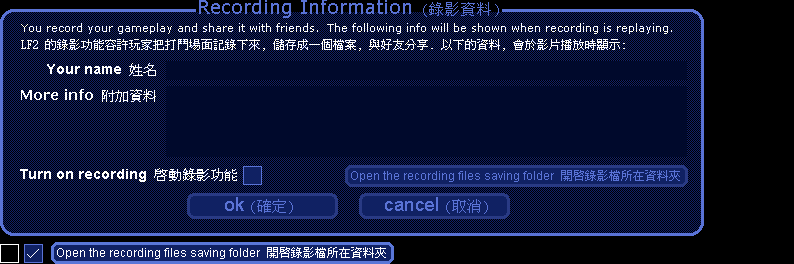 Recording Information (錄影資料)
You record your gameplay and share it with friends. The following info will be shown when recording is replaying.
LF2 的錄影功能容許玩家把打鬥場面記錄下來, 儲存成一個檔案, 與好友分享. 以下的資料, 會於影片播放時顯示:
Your name 姓名
More info 附加資料
Turn on recording 啓動錄影功能
Open the recording files saving folder 開啓錄影檔所在資料夾
ok (確定)
cancel (取消)
Open the recording files saving folder 開啓錄影檔所在資料夾